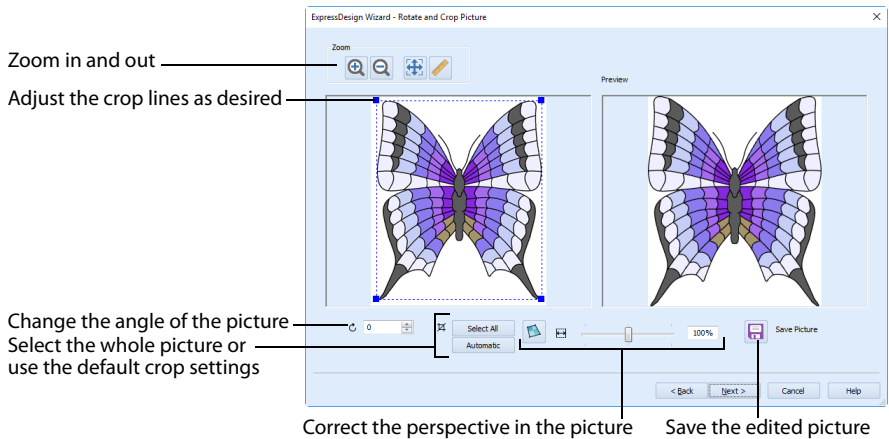 ExpressDesign Wizard - Rotate and Crop Picture
Zoom
Zoom in and out
Preview
Adjust the crop lines as desired
Change the angle of the picture
0
Select All
100%
Save Picture
Select the whole picture or
use the default crop settings
Automatic
< Back
Next >
Cancel
Help
Correct the perspective in the picture
Save the edited picture